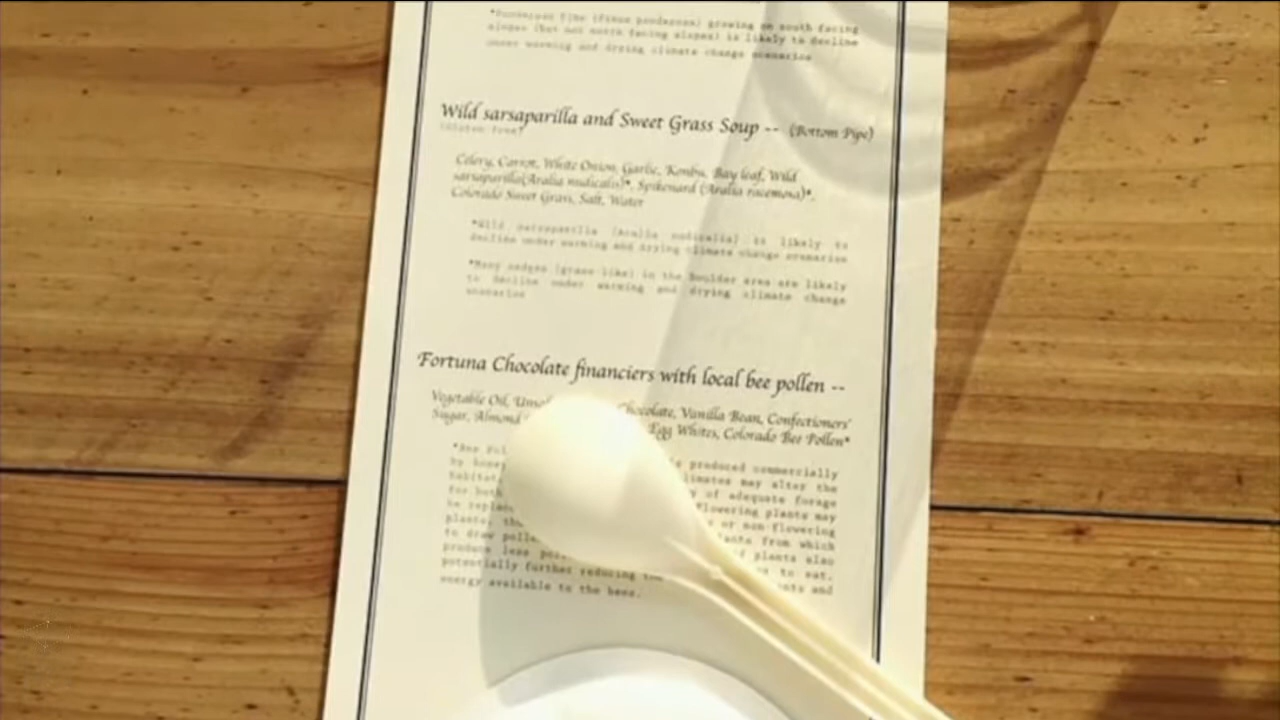 *Ponderosa Pine (Pinus ponderosa) growing on south facing
slopes (but not north facing slopes) is likely to decline
under warming and drying climate change scenarios
Wild sarsaparilla and Sweet Grass Soup -- (Bottom Pipe)
(Gluten Free)
Celery, Carrot, White Onion, Garlic, Kombu, Bay leaf, Wild
sarsaparilla(Aralia nudicalis)*, Spikenard (Aralia racemosa)*,
Colorado Sweet Grass, Salt, Water
*Wild sarsaparilla (Aralia nudicalis) is likely to
decline under warming and drying climate change scenarios
*Many sedges (grass-like) in the Boulder area are likely
to decline under warming and drying climate change
scenarios
Fortuna Chocolate financiers with local bee pollen --
Vegetable Oil, Chocolate, Vanilla Bean, Confectioners'
Sugar, Almond Egg Whites, Colorado Bee Pollen*
*Bee produced commercially
by may alter the
habitat, of adequate forage
for both flowering plants may
be or non-flowering
plants, from which
to draw plants also
produce less to eat,
potentially further reducing the and
energy available to the bees.